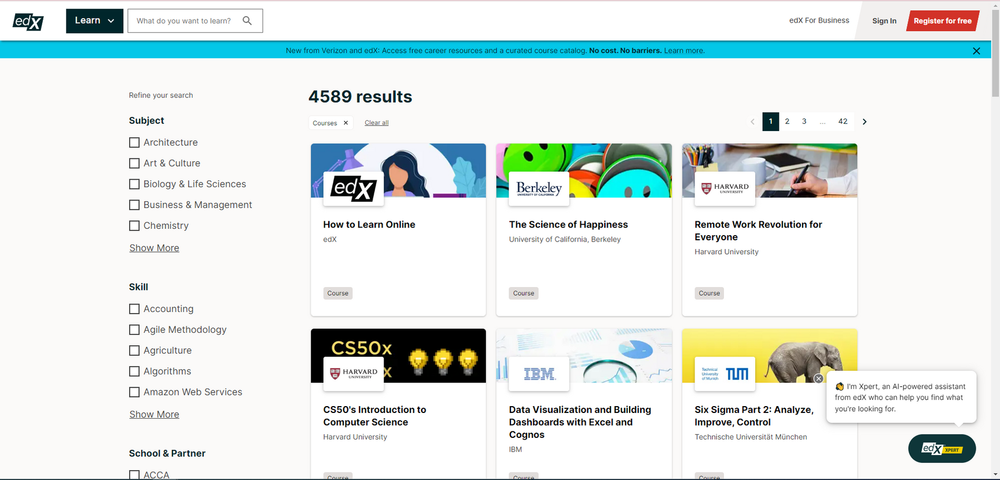 edX
Learn
What do you want to learn?
edX For Business
Sign In
Register for free
New from Verizon and edX: Access free career resources and a curated course catalog. No cost. No barriers. Learn more.
Refine your search
4589 results
Courses
Clear all
1 2 3 ... 42
Subject
Architecture
Art & Culture
Biology & Life Sciences
Business & Management
Chemistry
Show More
Skill
Accounting
Agile Methodology
Agriculture
Algorithms
Amazon Web Services
Show More
School & Partner
ACCA
edX
How to Learn Online
edX
Course
Berkeley
UNIVERSITY OF CALIFORNIA
The Science of Happiness
University of California, Berkeley
Course
HARVARD
UNIVERSITY
Remote Work Revolution for
Everyone
Harvard University
Course
CS50x
HARVARD
UNIVERSITY
CS50's Introduction to
Computer Science
Harvard University
Course
IBM
Data Visualization and Building
Dashboards with Excel and
Cognos
IBM
Course
Technical
University
of Munich
TUM
Six Sigma Part 2: Analyze,
Improve, Control
Technische Universität München
Course
👋 I'm Xpert, an AI-powered assistant
from edX who can help you find what
you're looking for.
edX XPERT